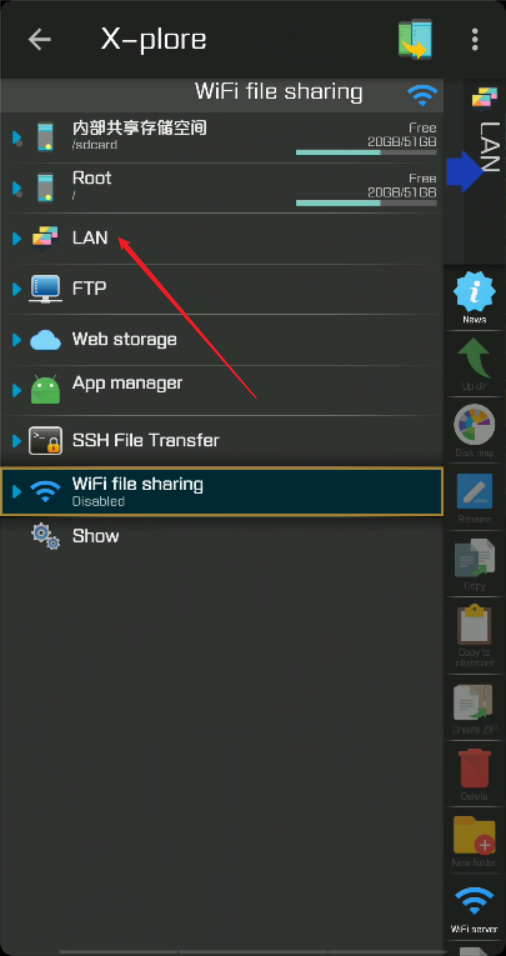 X-plore
WiFi file sharing
内部共享存储空间
/sdcard
Free
20GB/51GB
Root
/
Free
20GB/51GB
LAN
FTP
Web storage
App manager
SSH File Transfer
WiFi file sharing
Disabled
Show
LAN
News
Up dir
Disk map
Rename
Copy
Copy to
clipboard
Create ZIP
Delete
New folder
WiFi server